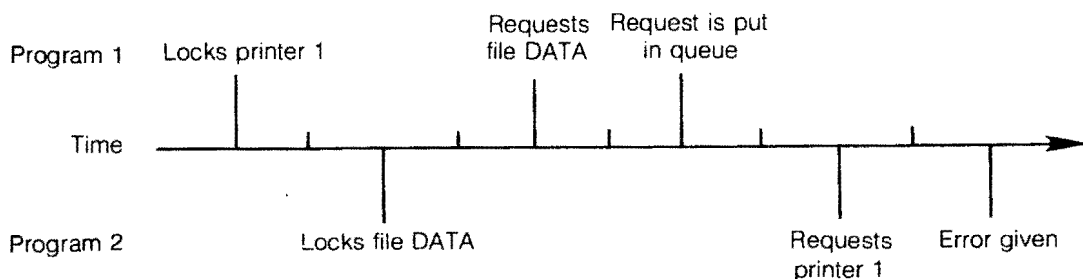 Requests Request is put
Program 1 Locks printer 1 file DATA in queue
Time
Program 2 Locks file DATA Requests Error given
printer 1